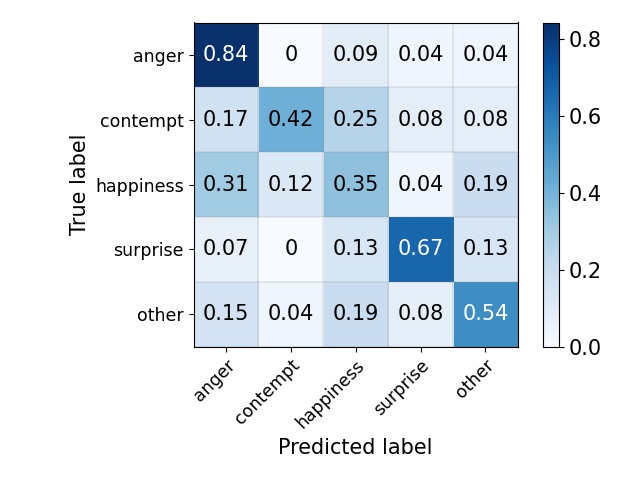 True label
anger 0.84 0 0.09 0.04 0.04
contempt 0.17 0.42 0.25 0.08 0.08
happiness 0.31 0.12 0.35 0.04 0.19
surprise 0.07 0 0.13 0.67 0.13
other 0.15 0.04 0.19 0.08 0.54
anger contempt happiness surprise other
Predicted label
0.8
0.6
0.4
0.2
0.0